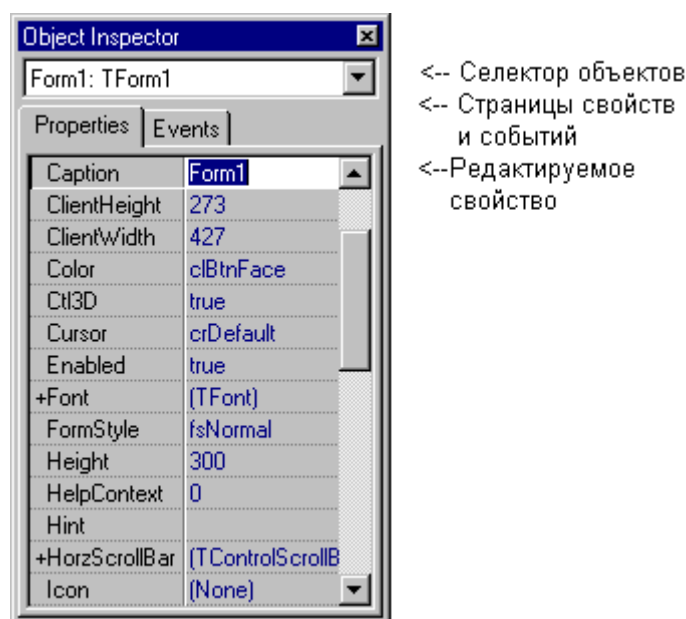 Object Inspector
Form1: TForm1
Properties Events
Caption Form1
ClientHeight 273
ClientWidth 427
Color clBtnFace
Ctl3D true
Cursor crDefault
Enabled true
+Font (TFont)
FormStyle fsNormal
Height 300
HelpContext 0
Hint
+HorzScrollBar (TControlScrollB
Icon (None)
<-- Селектор объектов
<-- Страницы свойств
и событий
<--Редактируемое
свойство